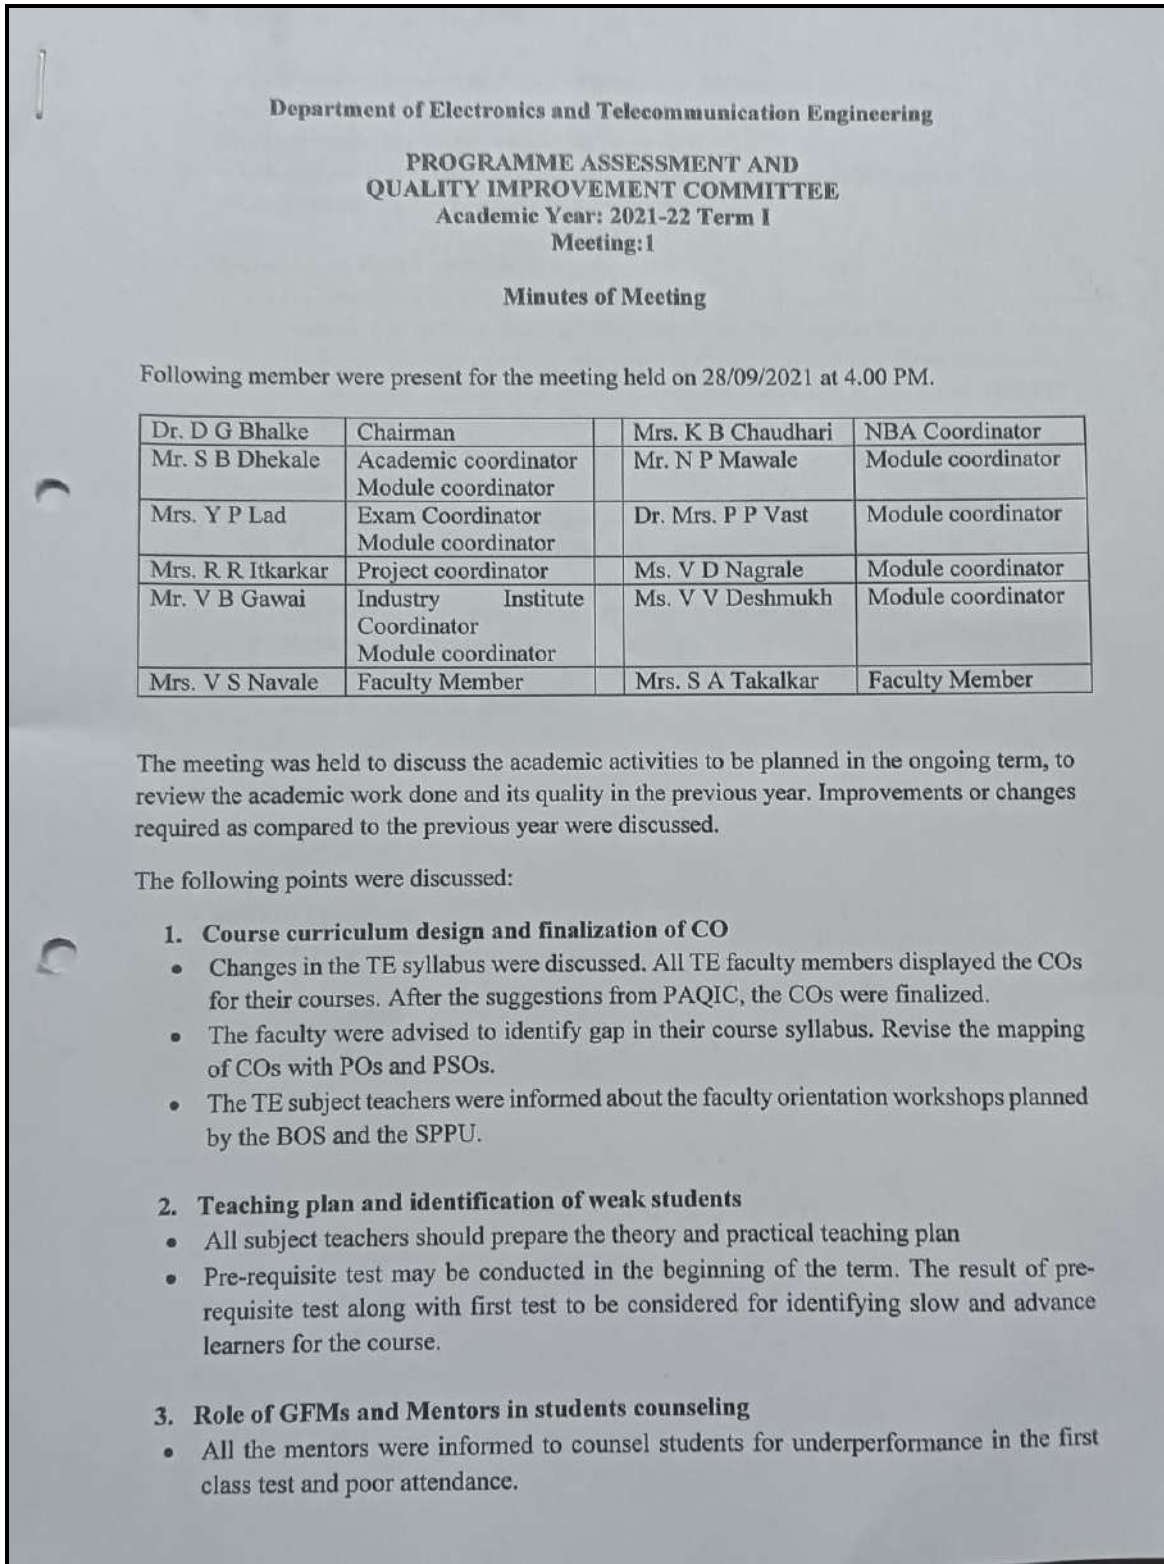 Department of Electronics and Telecommunication Engineering
PROGRAMME ASSESSMENT AND
QUALITY IMPROVEMENT COMMITTEE
Academic Year: 2021-22 Term I
Meeting:1
Minutes of Meeting
Following member were present for the meeting held on 28/09/2021 at 4.00 PM.
Dr. D G Bhalke Chairman Mrs. K B Chaudhari NBA Coordinator
Mr. S B Dhekale Academic coordinator Mr. N P Mawale Module coordinator
Module coordinator
Mrs. Y P Lad Exam Coordinator Dr. Mrs. P P Vast Module coordinator
Module coordinator
Mrs. R R Itkarkar Project coordinator Ms. V D Nagrale Module coordinator
Mr. V B Gawai Industry Institute Ms. V V Deshmukh Module coordinator
Coordinator
Module coordinator
Mrs. V S Navale Faculty Member Mrs. S A Takalkar Faculty Member
The meeting was held to discuss the academic activities to be planned in the ongoing term, to
review the academic work done and its quality in the previous year. Improvements or changes
required as compared to the previous year were discussed.
The following points were discussed:
1. Course curriculum design and finalization of CO
• Changes in the TE syllabus were discussed. All TE faculty members displayed the COs
for their courses. After the suggestions from PAQIC, the COs were finalized.
• The faculty were advised to identify gap in their course syllabus. Revise the mapping
of COs with POs and PSOs.
• The TE subject teachers were informed about the faculty orientation workshops planned
by the BOS and the SPPU.
2. Teaching plan and identification of weak students
• All subject teachers should prepare the theory and practical teaching plan
• Pre-requisite test may be conducted in the beginning of the term. The result of pre-
requisite test along with first test to be considered for identifying slow and advance
learners for the course.
3. Role of GFMs and Mentors in students counseling
• All the mentors were informed to counsel students for underperformance in the first
class test and poor attendance.